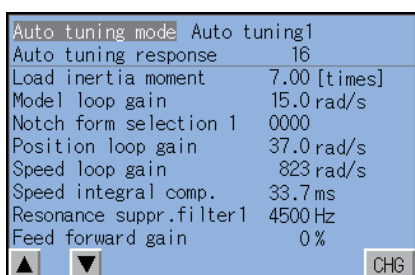 Auto tuning mode Auto tuning1
Auto tuning response 16
Load inertia moment 7.00 [times]
Model loop gain 15.0 rad/s
Notch form selection 1 0000
Position loop gain 37.0 rad/s
Speed loop gain 823 rad/s
Speed integral comp. 33.7 ms
Resonance suppr.filter1 4500 Hz
Feed forward gain 0 %
▲ ▼ CHG